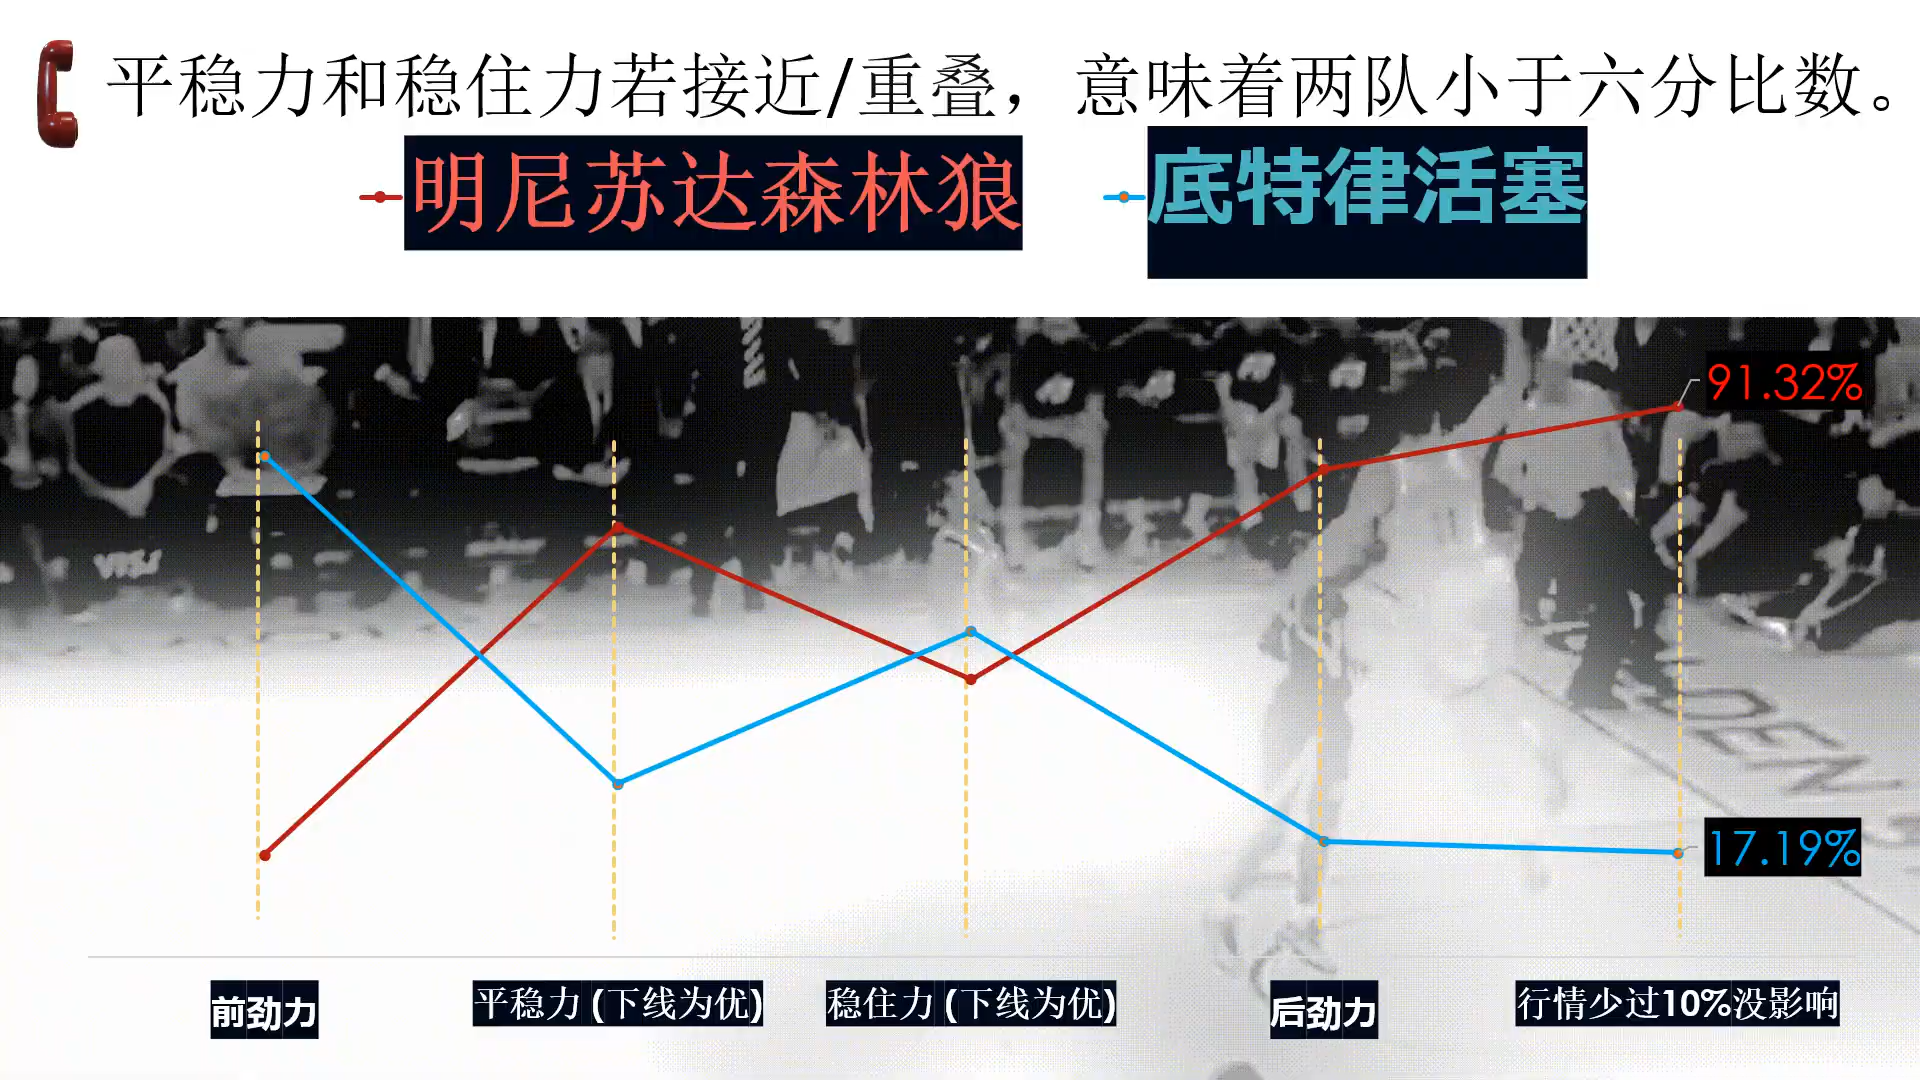 平稳力和稳住力若接近/重叠，意味着两队小于六分比数。
明尼苏达森林狼
底特律活塞
91.32%
17.19%
前劲力
平稳力 (下线为优)
稳住力 (下线为优)
后劲力
行情少过10%没影响